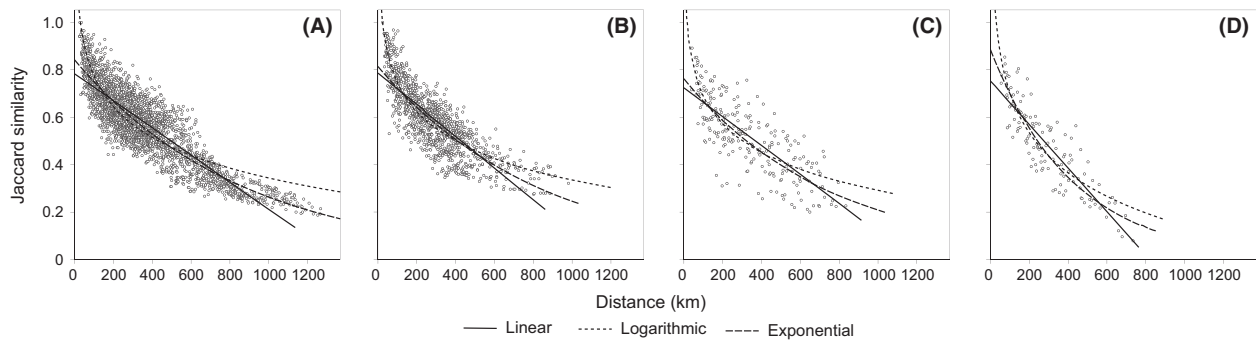 (A) (B) (C) (D)
Jaccard similarity
1.0
0.8
0.6
0.4
0.2
0
0 200 400 600 800 1000 1200 0 200 400 600 800 1000 1200 0 200 400 600 800 1000 1200 0 200 400 600 800 1000 1200
Distance (km)
Linear Logarithmic Exponential